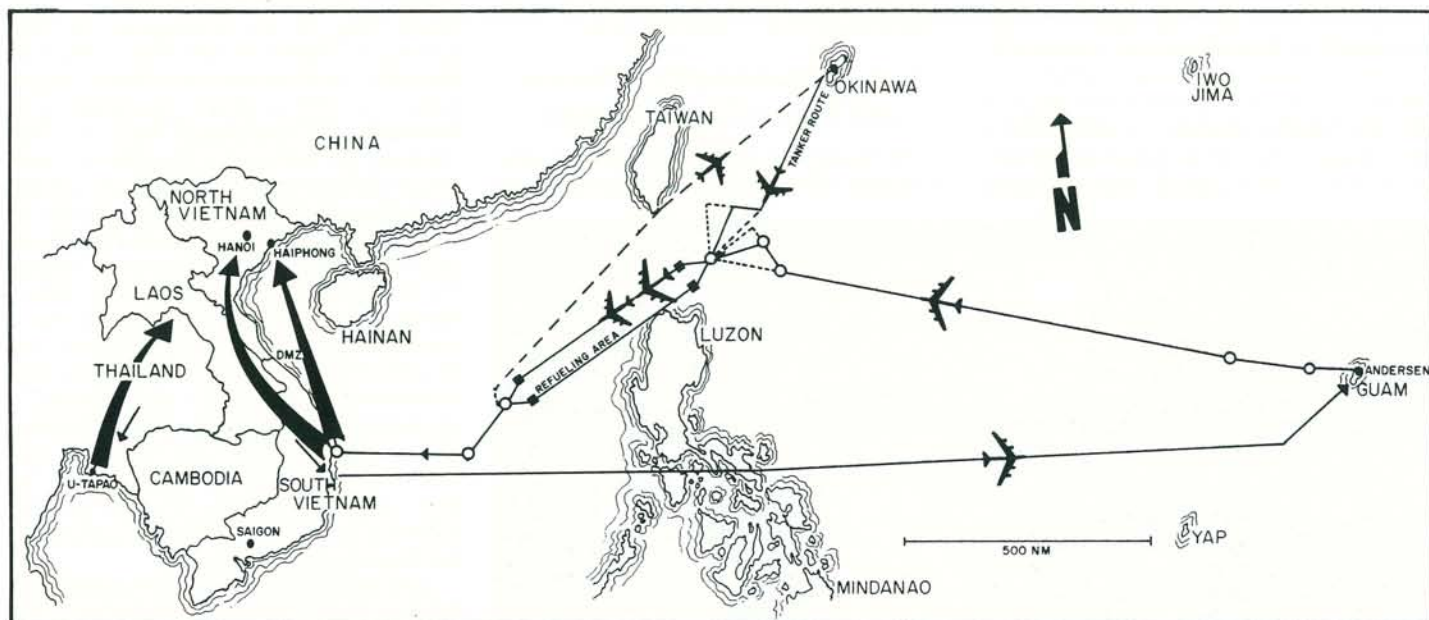 OKINAWA
IWO
JIMA
TAIWAN
TANKER ROUTE
CHINA
NORTH
VIETNAM
N
HANOI
HAIPHONG
LAOS
HAINAN
LUZON
DMZ
THAILAND
REFUELING AREA
ANDERSEN
GUAM
CAMBODIA
U-TAPAO
SOUTH
VIETNAM
SAIGON
500 NM
YAP
MINDANAO